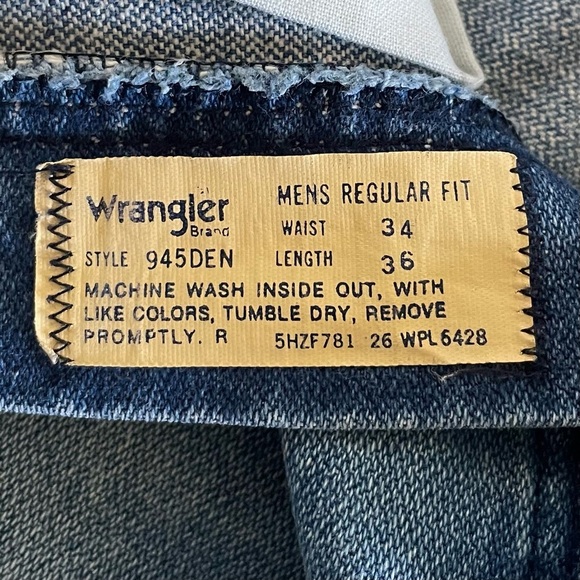 Wrangler MENS REGULAR FIT
Brand WAIST 34
STYLE 945DEN LENGTH 36
MACHINE WASH INSIDE OUT, WITH
LIKE COLORS, TUMBLE DRY, REMOVE
PROMPTLY. R 5HZF781 26 WPL6428